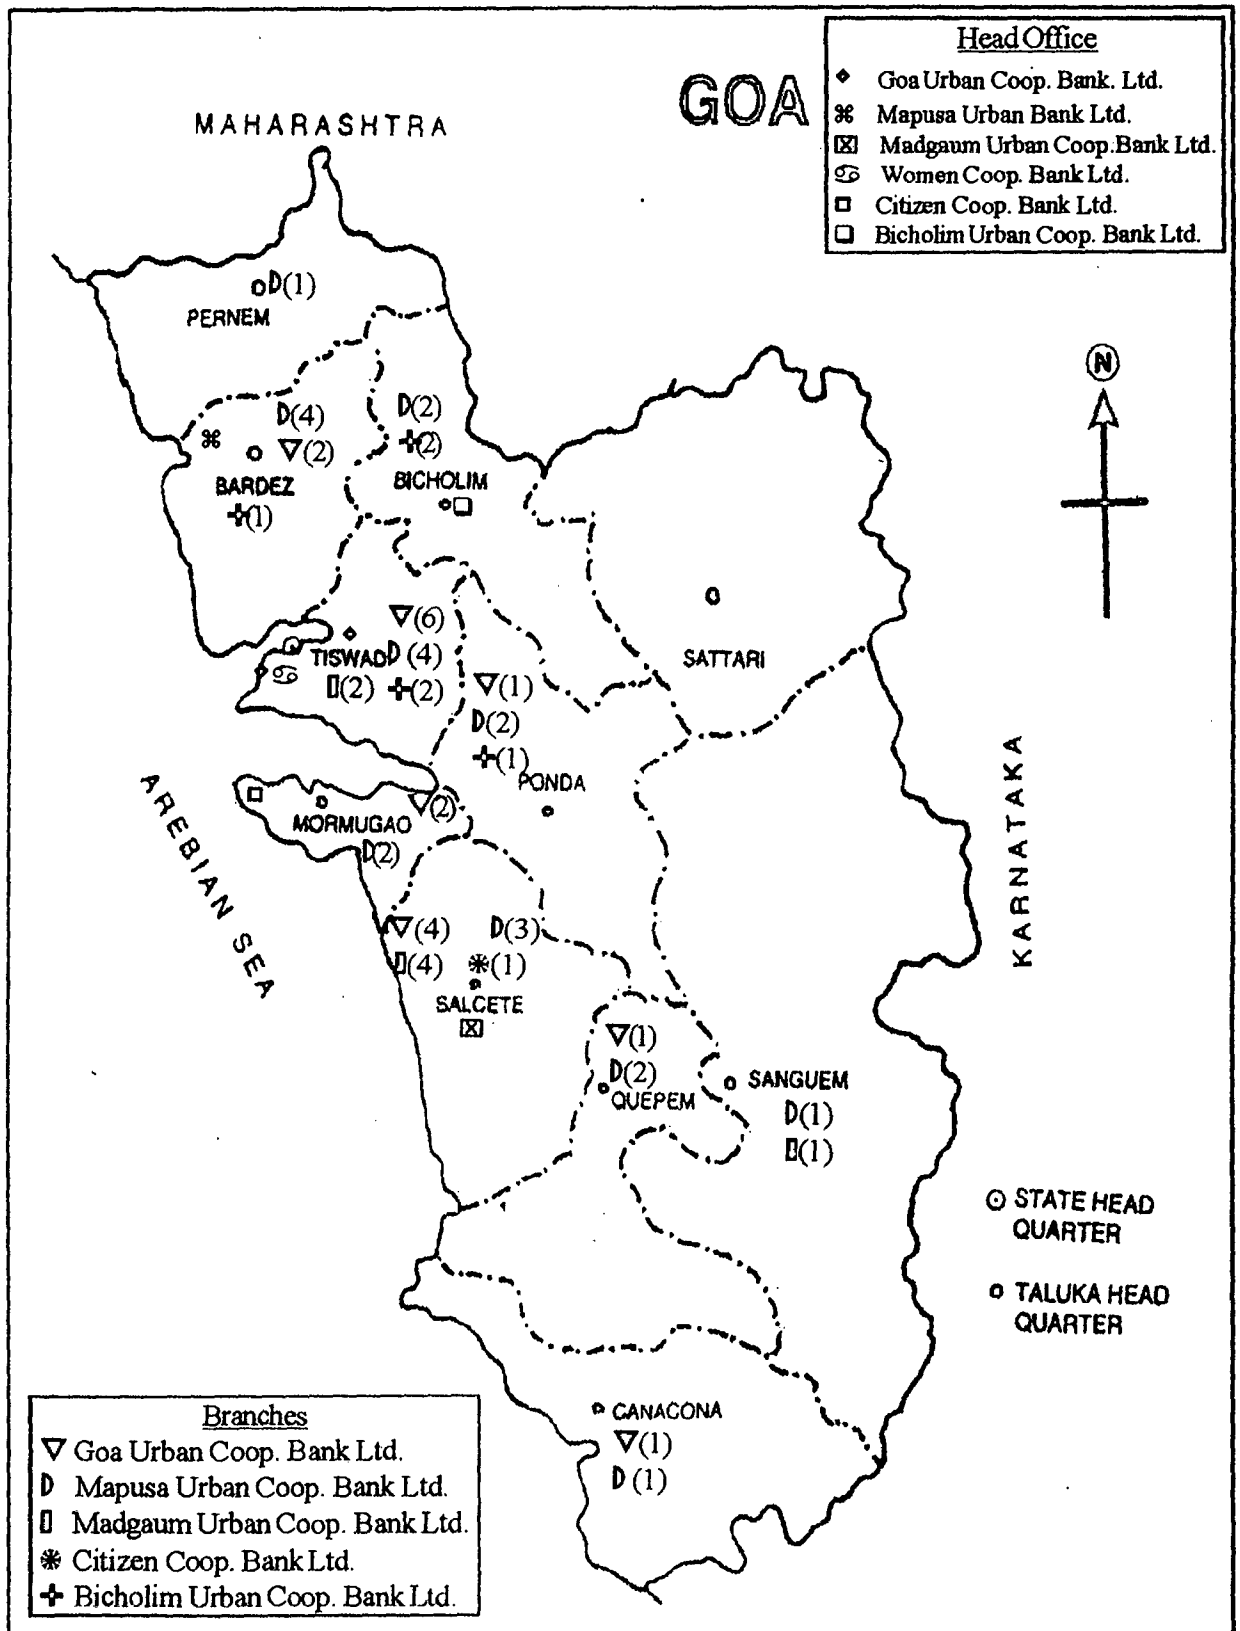 GOA
Head Office
Goa Urban Coop. Bank. Ltd.
Mapusa Urban Bank Ltd.
Madgaum Urban Coop.Bank Ltd.
Women Coop. Bank Ltd.
Citizen Coop. Bank Ltd.
Bicholim Urban Coop. Bank Ltd.
MAHARASHTRA
(1)
PERNEM
N
(4)
(2)
(2)
(2)
BARDEZ
(1)
BICHOLIM
(6)
TISWAD
(4)
(2)
(2)
SATTARI
(1)
(2)
(1)
PONDA
MORMUGAO
(2)
(2)
AREBIAN SEA
KARNATAKA
(4)
(3)
(4)
(1)
SALCETE
(1)
(2)
QUEPEM
SANGUEM
(1)
(1)
STATE HEAD
QUARTER
TALUKA HEAD
QUARTER
CANACONA
(1)
(1)
Branches
Goa Urban Coop. Bank Ltd.
Mapusa Urban Coop. Bank Ltd.
Madgaum Urban Coop. Bank Ltd.
Citizen Coop. Bank Ltd.
Bicholim Urban Coop. Bank Ltd.